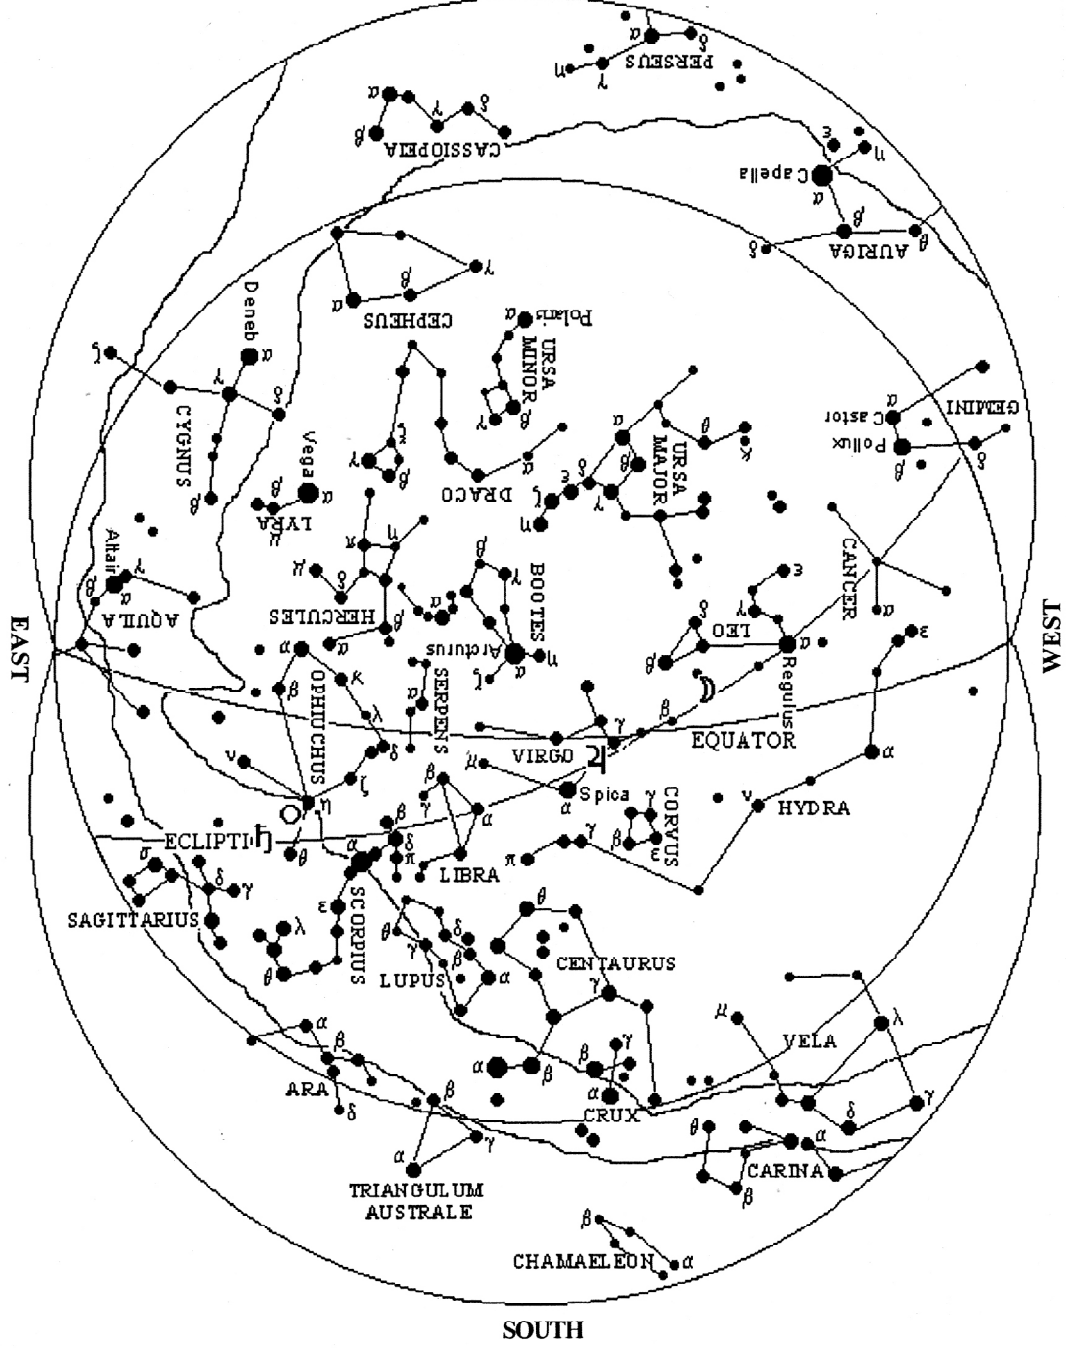 α δ
PERSEUS
η γ
α γ δ
β
CASSIOPEIA
ε η
Capella
α
β
δ AURIGA θ
β γ
α CEPHEUS
Deneb α
ζ γ δ
CYGNUS
β
α Polaris
URSA
MINOR
γ β
GEMINI
α Castor
Pollux
β δ
Vega α
β
LYRA
μ
ξ
γ β
DRACO α
α θ
κ
β
URSA
MAJOR
δ γ
ε
ζ
η
Altair
γ
β α
AQUILA
π η
μ δ
HERCULES
β
α
α
β γ
BOOTES
Arcturus
α η
ζ
CANCER
α
ε
γ
δ
LEO
β α
Regulus
ε
EAST
WEST
α
β κ
OPHIUCHUS
λ
ν δ
ζ
η
θ
α
SERPENS
μ VIRGO γ β
EQUATOR
α Spica
α
HYDRA
ν
γ
π
CORVUS
γ
β
ε
β
γ α
LIBRA
ECLIPTI
β
α δ
π
SCORPIUS
ε
λ
θ
σ
δ γ
SAGITTARIUS
θ δ
γ β
LUPUS α
θ
CENTAURUS
γ
α β
μ λ
VELA
δ γ
γ
β
α
CRUX
α
β
ARA
δ
β
γ
α
TRIANGULUM
AUSTRALE
θ α
CARINA
β
β
CHAMAELEON α
SOUTH